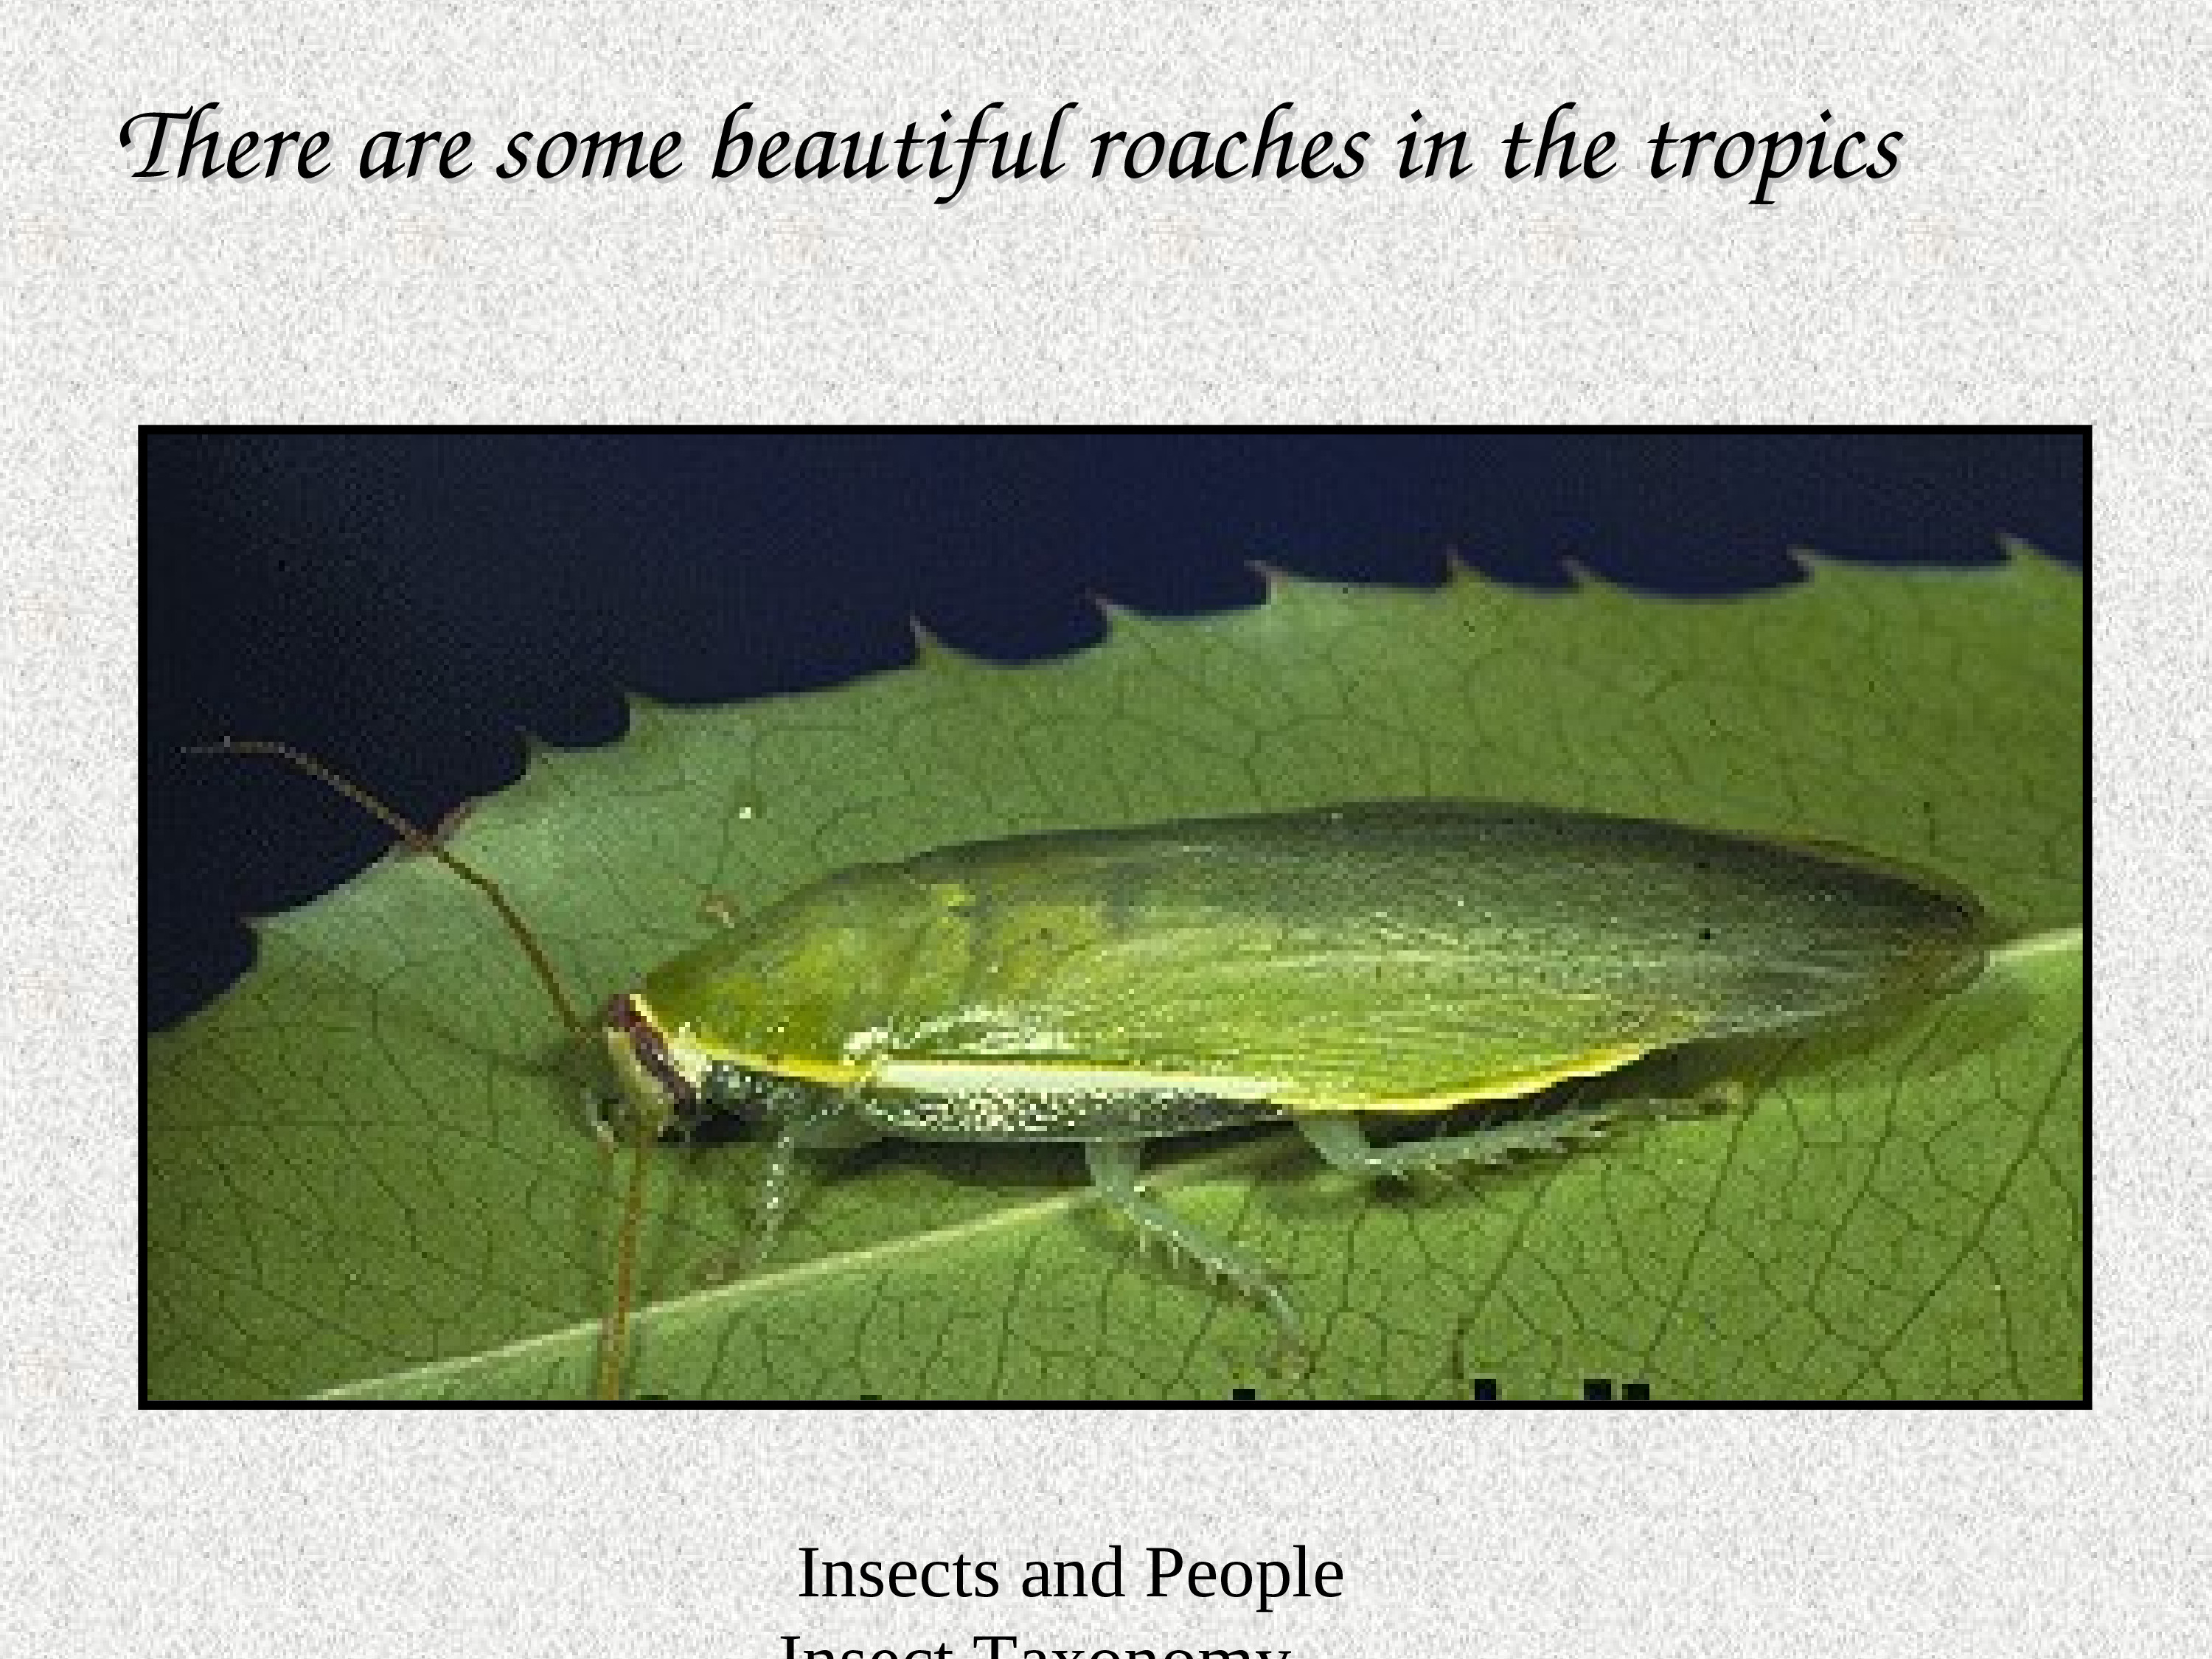 There are some beautiful roaches in the tropics
Insects and People
Insect Taxonomy